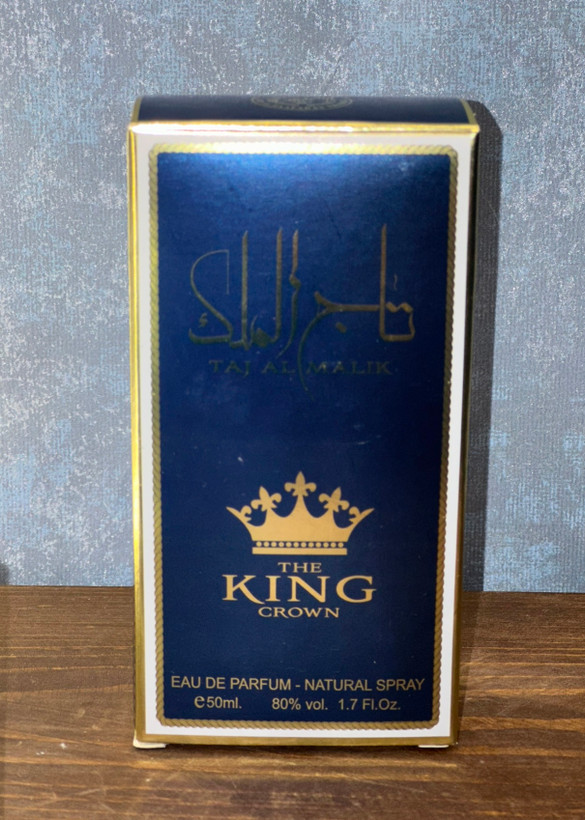 تاج الملك
TAJ AL MALIK
THE
KING
CROWN
EAU DE PARFUM - NATURAL SPRAY
℮50ml. 80% vol. 1.7 Fl.Oz.